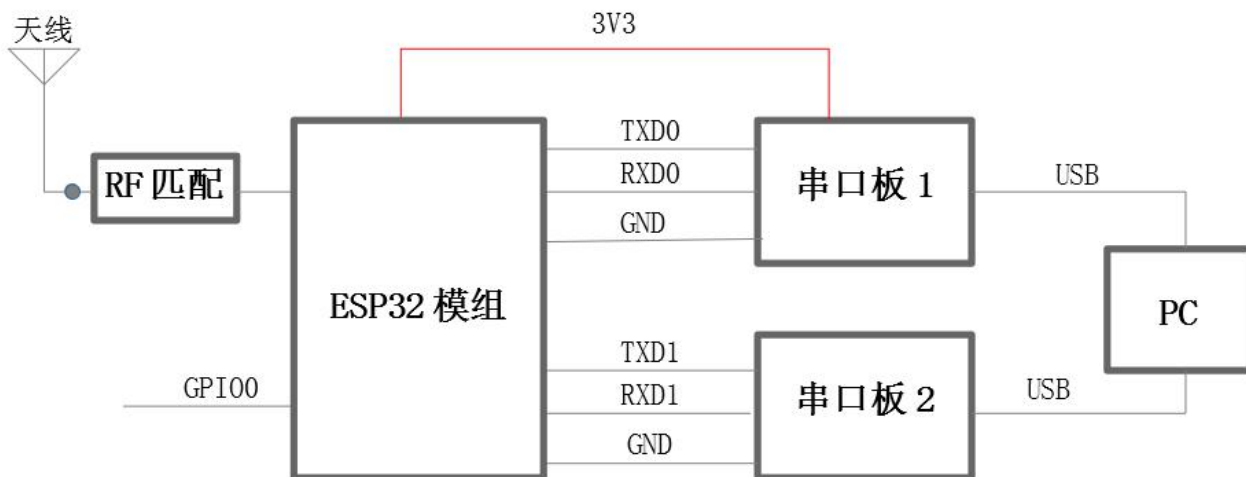 天线
3V3
TXD0
RXD0
GND
RF 匹配
串口板 1
USB
ESP32 模组
PC
GPIO0
TXD1
RXD1
GND
串口板 2
USB